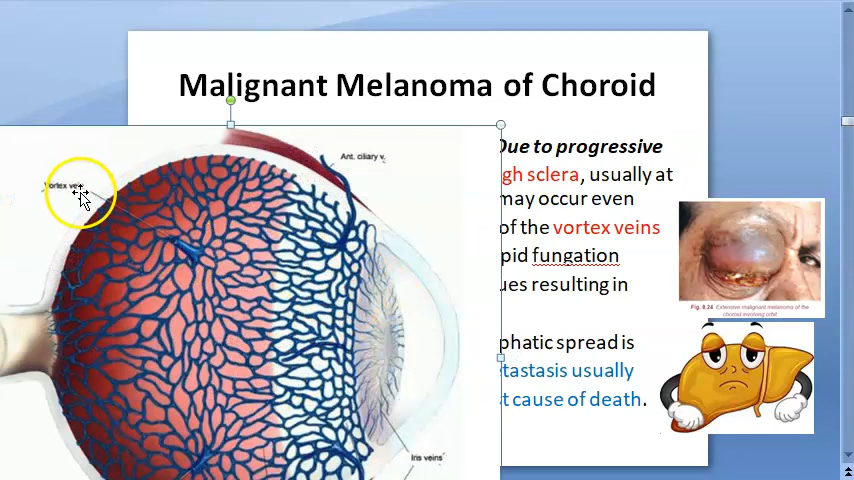 Malignant Melanoma of Choroid
Due to progressive
gh sclera, usually at
may occur even
of the vortex veins
pid fungation
ues resulting in
phatic spread is
tastasis usually
t cause of death.
Vortex vein
Ant. ciliary v.
Iris veins
Fig. 8.24 Extensive malignant melanoma of the
choroid involving orbit